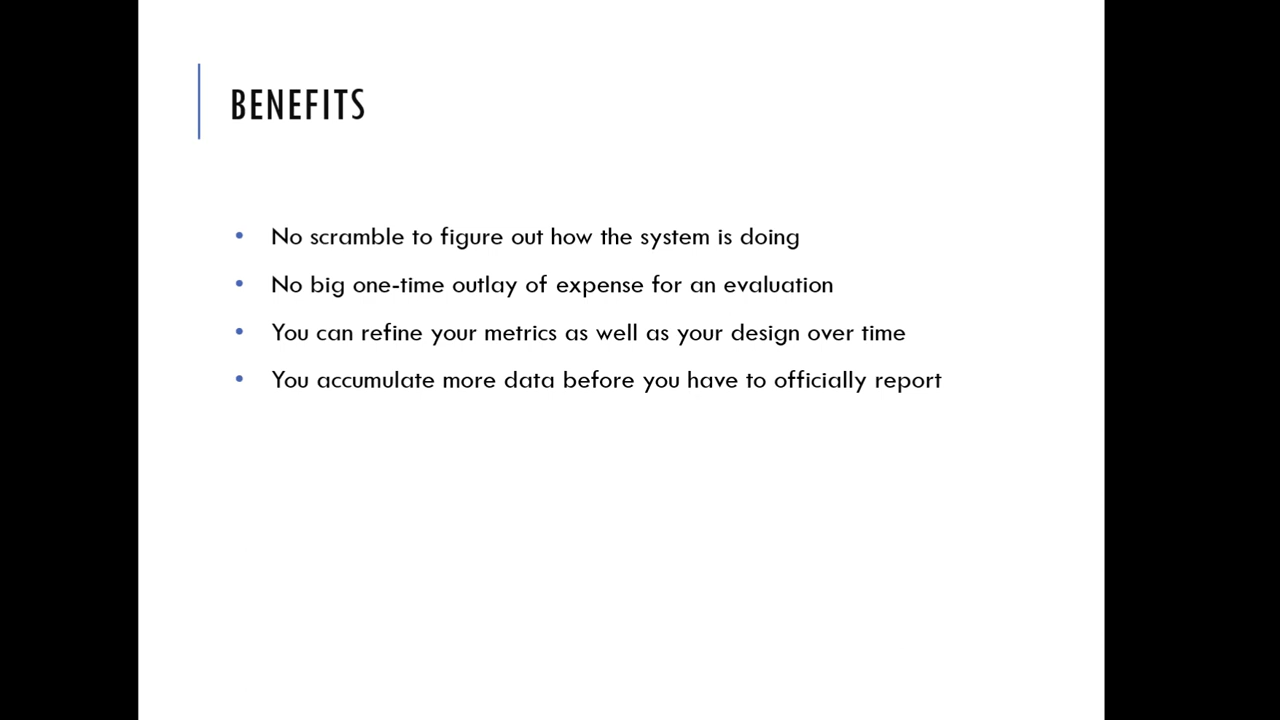 BENEFITS
• No scramble to figure out how the system is doing
• No big one-time outlay of expense for an evaluation
• You can refine your metrics as well as your design over time
• You accumulate more data before you have to officially report